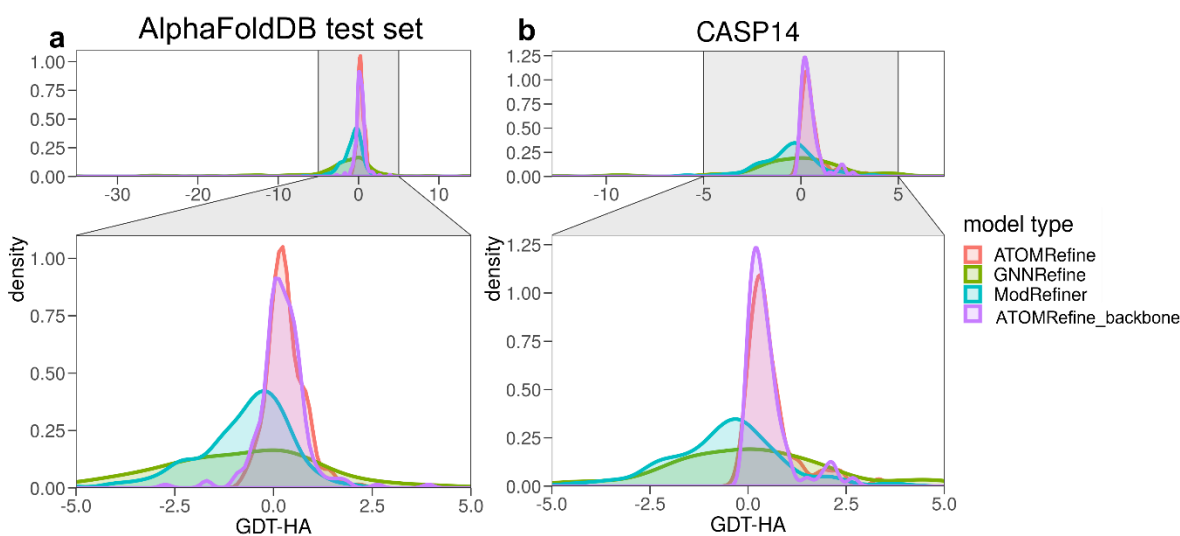 a AlphaFoldDB test set
1.00
0.75
0.50
0.25
0.00
-30 -20 -10 0 10
density
1.00
0.75
0.50
0.25
0.00
-5.0 -2.5 0.0 2.5 5.0
GDT-HA
b CASP14
1.25
1.00
0.75
0.50
0.25
0.00
-10 -5 0 5
density
1.25
1.00
0.75
0.50
0.25
0.00
-5.0 -2.5 0.0 2.5 5.0
GDT-HA
model type
ATOMRefine
GNNRefine
ModRefiner
ATOMRefine_backbone